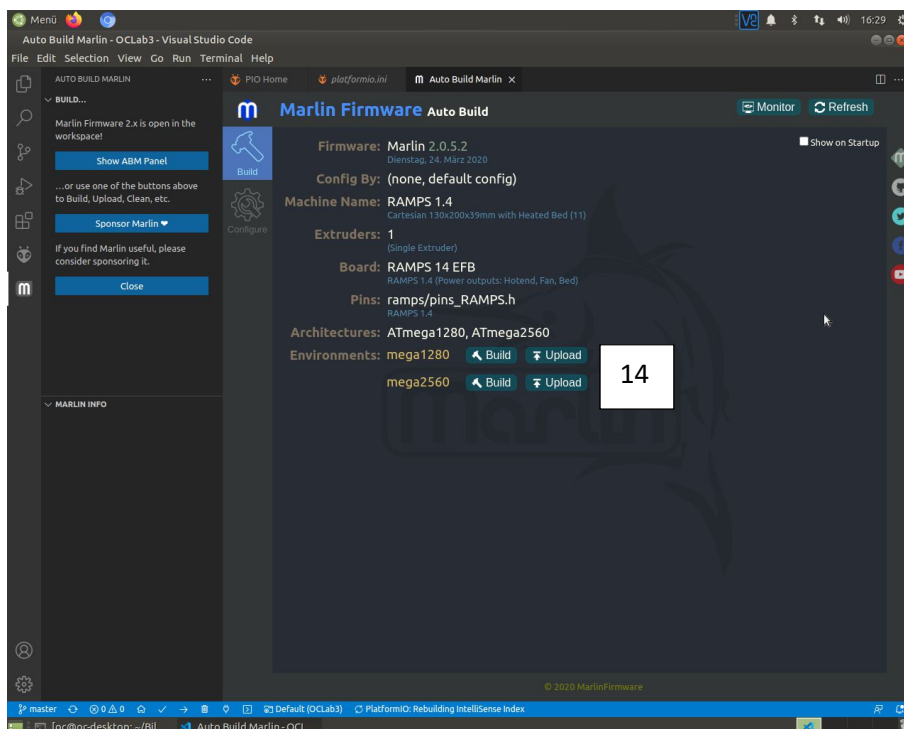 Menü
16:29
Auto Build Marlin - OCLab3 - Visual Studio Code
File Edit Selection View Go Run Terminal Help
AUTO BUILD MARLIN ...
PIO Home platformio.ini Auto Build Marlin ×
BUILD...
Marlin Firmware 2.x is open in the
workspace!
Show ABM Panel
...or use one of the buttons above
to Build, Upload, Clean, etc.
Sponsor Marlin ❤
If you find Marlin useful, please
consider sponsoring it.
Close
MARLIN INFO
m Marlin Firmware Auto Build
Monitor Refresh
Show on Startup
Build
Configure
Firmware: Marlin 2.0.5.2
Dienstag, 24. März 2020
Config By: (none, default config)
Machine Name: RAMPS 1.4
Cartesian 130x200x39mm with Heated Bed (11)
Extruders: 1
(Single Extruder)
Board: RAMPS 14 EFB
RAMPS 1.4 (Power outputs: Hotend, Fan, Bed)
Pins: ramps/pins_RAMPS.h
RAMPS 1.4
Architectures: ATmega1280, ATmega2560
Environments: mega1280 Build Upload
mega2560 Build Upload
14
marlin
© 2020 MarlinFirmware
master 0 0 Default (OCLab3) PlatformIO: Rebuilding IntelliSense Index
[oc@oc-desktop: ~/Bil... Auto Build Marlin - OCL...